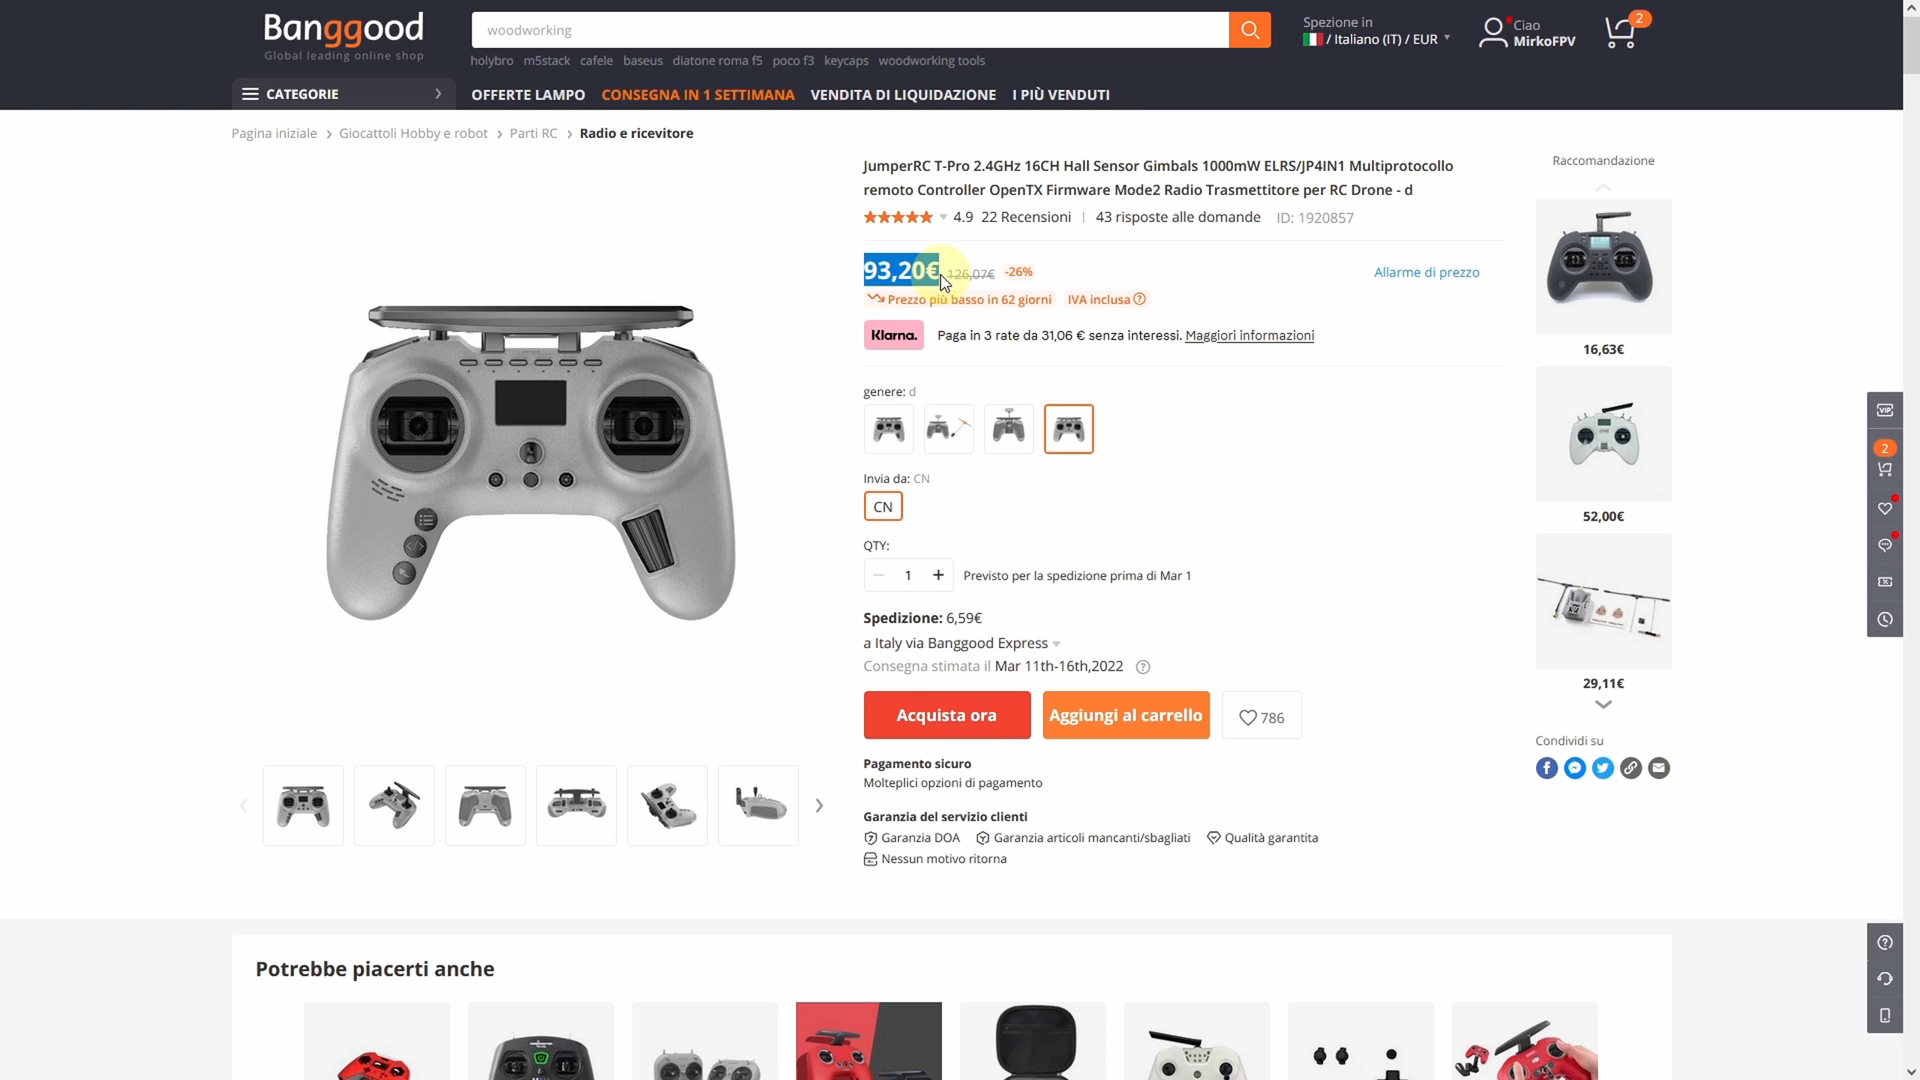 Banggood
Global leading online shop
woodworking
holybro m5stack cafele baseus diatone roma f5 poco f3 keycaps woodworking tools
Spezione in
/ Italiano (IT) / EUR
Ciao
MirkoFPV
2
CATEGORIE
OFFERTE LAMPO CONSEGNA IN 1 SETTIMANA VENDITA DI LIQUIDAZIONE I PIÙ VENDUTI
Pagina iniziale > Giocattoli Hobby e robot > Parti RC > Radio e ricevitore
JumperRC T-Pro 2.4GHz 16CH Hall Sensor Gimbals 1000mW ELRS/JP4IN1 Multiprotocollo
remoto Controller OpenTX Firmware Mode2 Radio Trasmettitore per RC Drone - d
4.9 22 Recensioni | 43 risposte alle domande ID: 1920857
93,20€ 126,07€ -26%
Allarme di prezzo
Prezzo più basso in 62 giorni IVA inclusa
Klarna. Paga in 3 rate da 31,06 € senza interessi. Maggiori informazioni
genere: d
Invia da: CN
CN
QTY:
1 + Previsto per la spedizione prima di Mar 1
Spedizione: 6,59€
a Italy via Banggood Express
Consegna stimata il Mar 11th-16th,2022
Acquista ora
Aggiungi al carrello
786
Pagamento sicuro
Molteplici opzioni di pagamento
Garanzia del servizio clienti
Garanzia DOA Garanzia articoli mancanti/sbagliati Qualità garantita
Nessun motivo ritorna
Raccomandazione
16,63€
52,00€
29,11€
Condividi su
VIP
2
Potrebbe piacerti anche